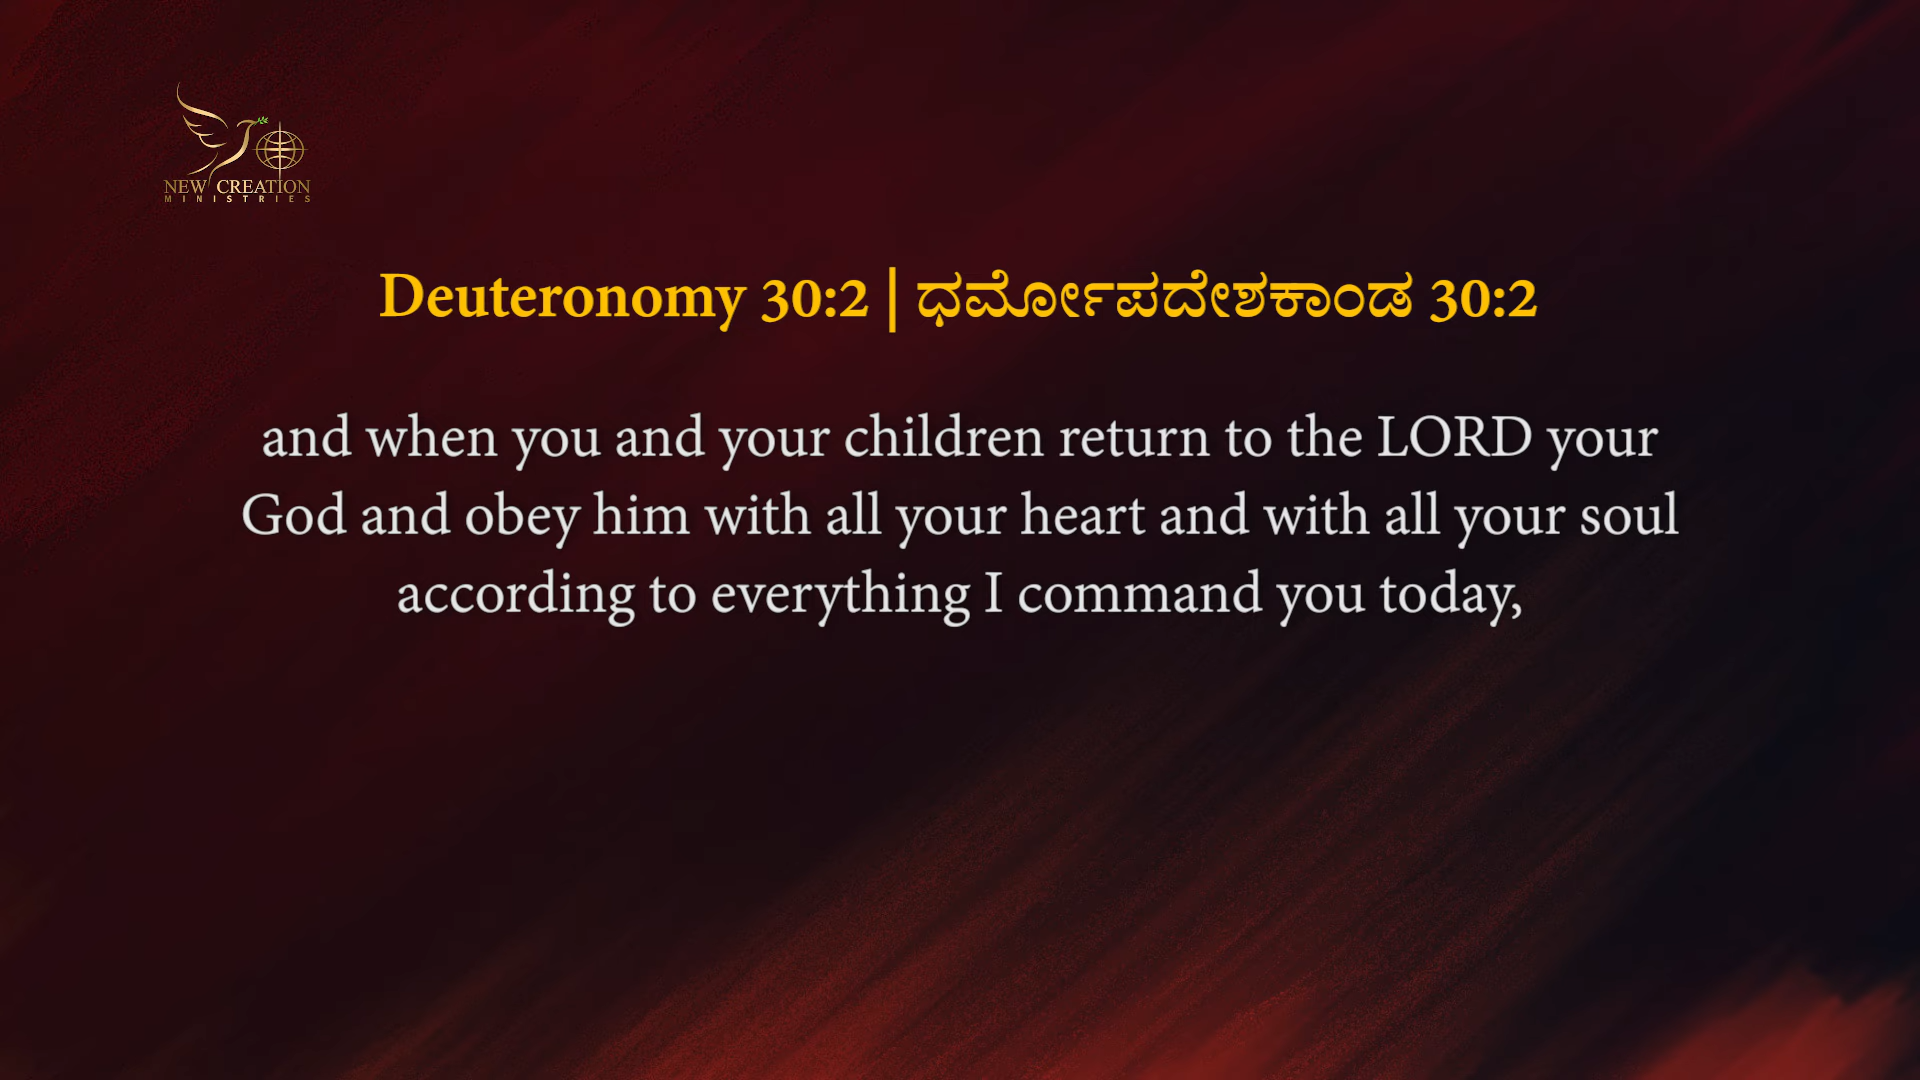 NEW CREATION
MINISTRIES
Deuteronomy 30:2 | ಧರ್ಮೋಪದೇಶಕಾಂಡ 30:2
and when you and your children return to the LORD your
God and obey him with all your heart and with all your soul
according to everything I command you today,